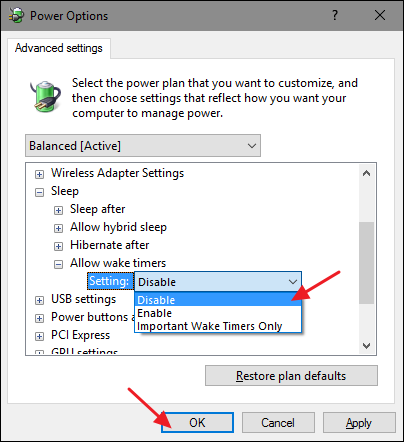 Power Options
Advanced settings
Select the power plan that you want to customize, and
then choose settings that reflect how you want your
computer to manage power.
Balanced [Active]
Wireless Adapter Settings
Sleep
Sleep after
Allow hybrid sleep
Hibernate after
Allow wake timers
Setting: Disable
Disable
USB settings
Enable
Power buttons a
Important Wake Timers Only
PCI Express
GPU settings
Restore plan defaults
OK Cancel Apply